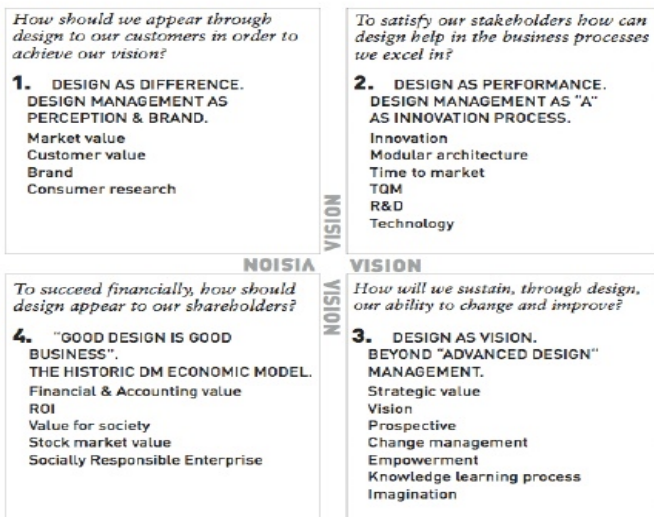 How should we appear through
design to our customers in order to
achieve our vision?
1. DESIGN AS DIFFERENCE.
DESIGN MANAGEMENT AS
PERCEPTION & BRAND.
Market value
Customer value
Brand
Consumer research
To satisfy our stakeholders how can
design help in the business processes
we excel in?
2. DESIGN AS PERFORMANCE.
DESIGN MANAGEMENT AS "A"
AS INNOVATION PROCESS.
Innovation
Modular architecture
Time to market
TQM
R&D
Technology
VISION
VISION
VISION
VISION
To succeed financially, how should
design appear to our shareholders?
4. "GOOD DESIGN IS GOOD
BUSINESS".
THE HISTORIC DM ECONOMIC MODEL.
Financial & Accounting value
ROI
Value for society
Stock market value
Socially Responsible Enterprise
How will we sustain, through design,
our ability to change and improve?
3. DESIGN AS VISION.
BEYOND "ADVANCED DESIGN"
MANAGEMENT.
Strategic value
Vision
Prospective
Change management
Empowerment
Knowledge learning process
Imagination